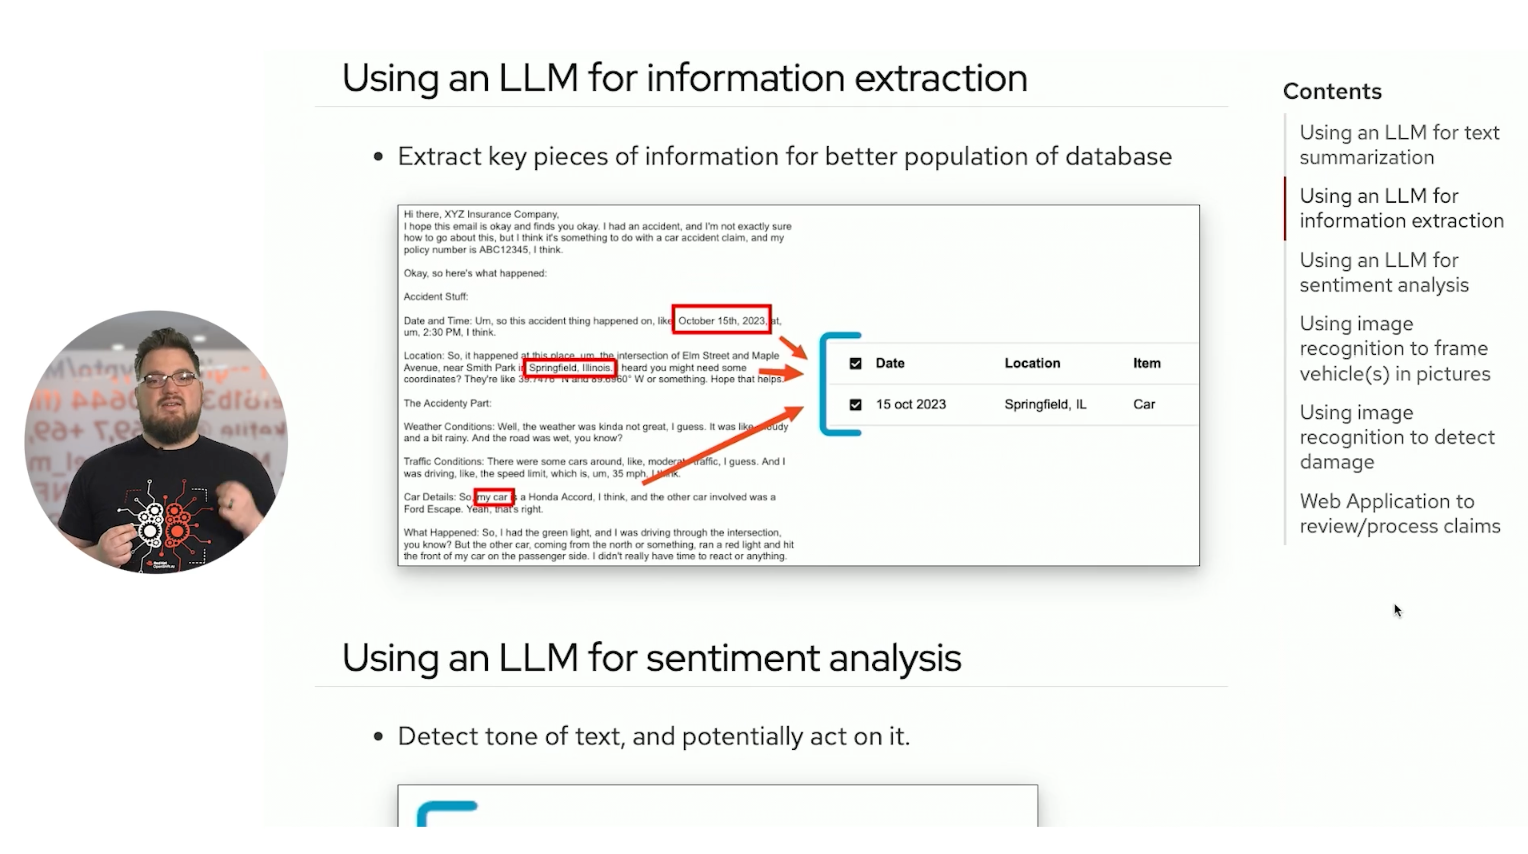 Using an LLM for information extraction
• Extract key pieces of information for better population of database
Hi there, XYZ Insurance Company,
I hope this email is okay and finds you okay. I had an accident, and I'm not exactly sure
how to go about this, but I think it's something to do with a car accident claim, and my
policy number is ABC12345, I think.
Okay, so here's what happened:
Accident Stuff:
Date and Time: Um, so this accident thing happened on, like October 15th, 2023, at,
um, 2:30 PM, I think.
Location: So, it happened at this place, um, the intersection of Elm Street and Maple
Avenue, near Smith Park in Springfield, Illinois. I heard you might need some
coordinates? They're like 39.7476° N and 89.6960° W or something. Hope that helps.
The Accidenty Part:
Weather Conditions: Well, the weather was kinda not great, I guess. It was like cloudy
and a bit rainy. And the road was wet, you know?
Traffic Conditions: There were some cars around, like, moderate traffic, I guess. And I
was driving, like, the speed limit, which is, um, 35 mph, I think.
Car Details: So, my car is a Honda Accord, I think, and the other car involved was a
Ford Escape. Yeah, that's right.
What Happened: So, I had the green light, and I was driving through the intersection,
you know? But the other car, coming from the north or something, ran a red light and hit
the front of my car on the passenger side. I didn't really have time to react or anything.
Date Location Item
15 oct 2023 Springfield, IL Car
Using an LLM for sentiment analysis
• Detect tone of text, and potentially act on it.
Contents
Using an LLM for text
summarization
Using an LLM for
information extraction
Using an LLM for
sentiment analysis
Using image
recognition to frame
vehicle(s) in pictures
Using image
recognition to detect
damage
Web Application to
review/process claims